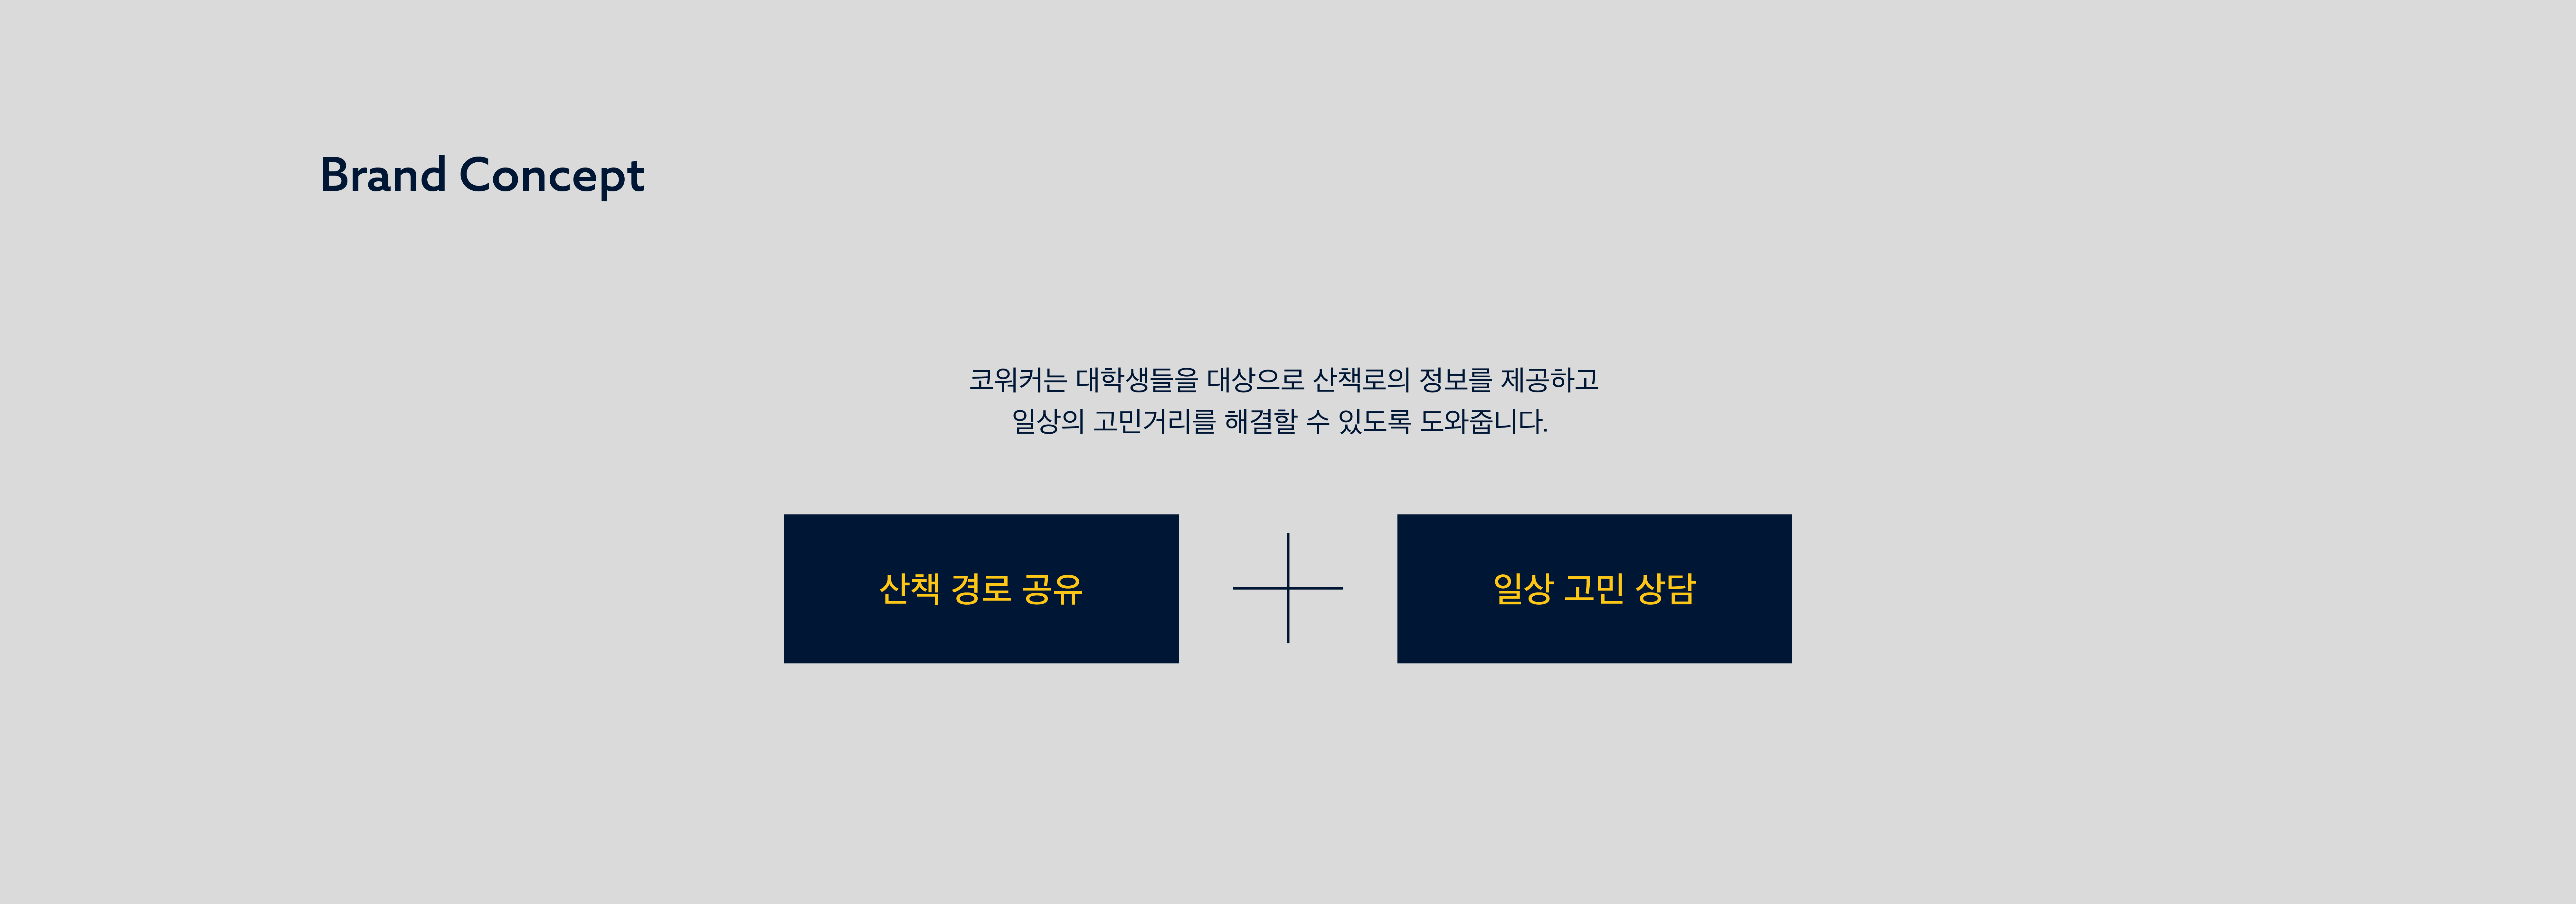 Brand Concept
코워커는 대학생들을 대상으로 산책로의 정보를 제공하고
일상의 고민거리를 해결할 수 있도록 도와줍니다.
산책 경로 공유
일상 고민 상담